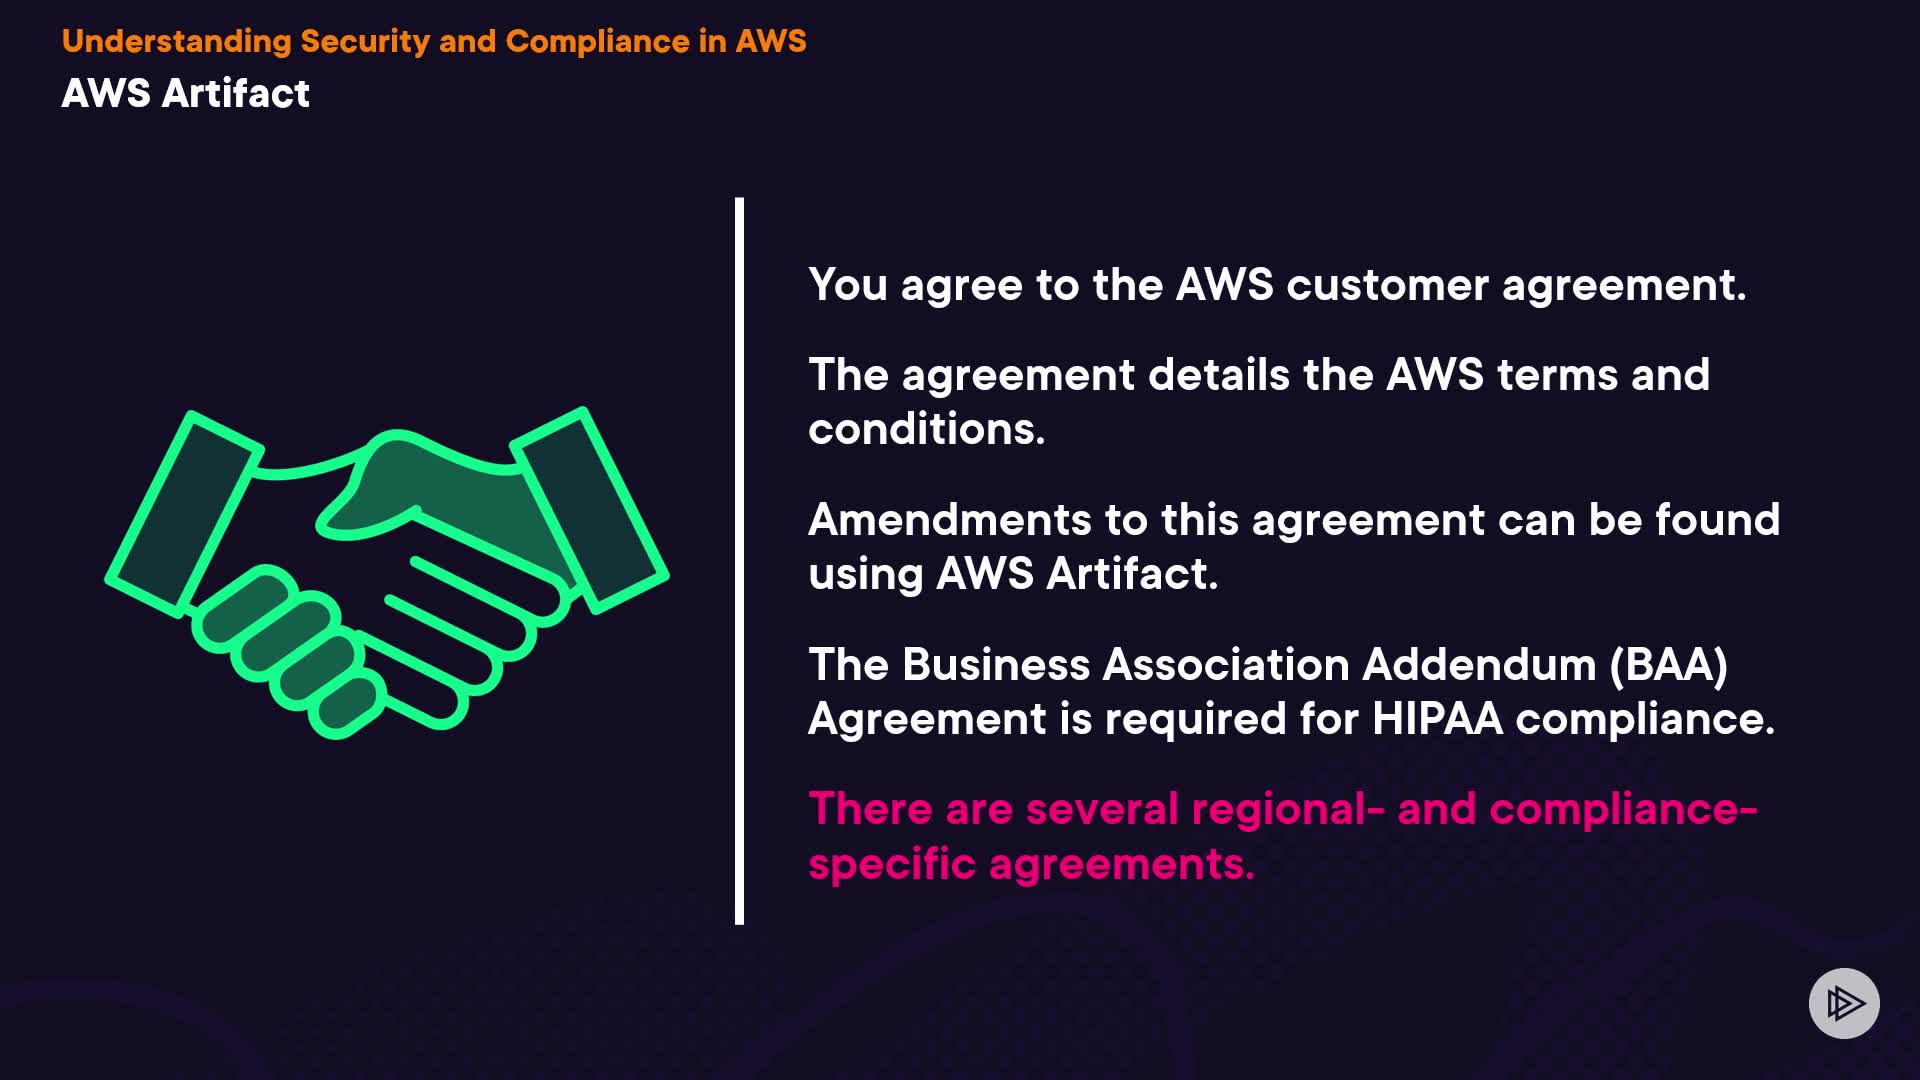 Understanding Security and Compliance in AWS
AWS Artifact
You agree to the AWS customer agreement.
The agreement details the AWS terms and
conditions.
Amendments to this agreement can be found
using AWS Artifact.
The Business Association Addendum (BAA)
Agreement is required for HIPAA compliance.
There are several regional- and compliance-
specific agreements.